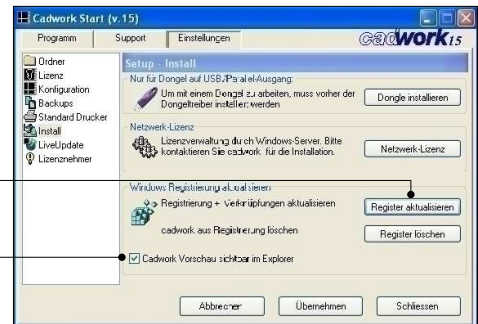 Cadwork Start (v.15)
Programm Support Einstellungen
cadwork 15
Ordner
Lizenz
Konfiguration
Backups
Standard Drucker
Install
LiveUpdate
Lizenznehmer
Setup - Install
Nur für Dongel auf USB/Parallel-Ausgang:
Um mit einem Dongel zu arbeiten, muss vorher der
Dongeltreiber installiert werden
Dongle installieren
Netzwerk-Lizenz
Lizenzverwaltung durch Windows-Server. Bitte
kontaktieren Sie cadwork für die Installation.
Netzwerk-Lizenz
Windows Registrierung aktualisieren
Registrierung + Verknüpfungen aktualisieren
Register aktualisieren
cadwork aus Registrierung löschen
Register löschen
Cadwork Vorschau sichtbar im Explorer
Abbrechen Übernehmen Schliessen